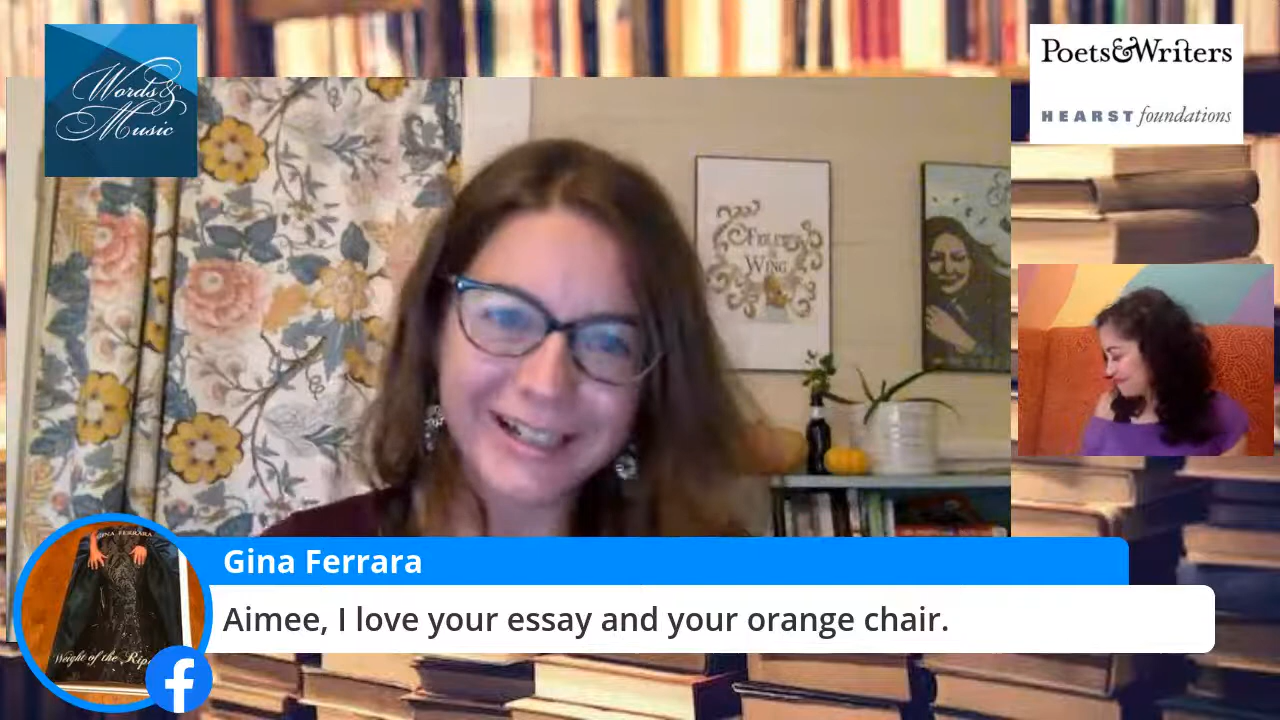 Words &
Music
Poets&Writers
HEARST foundations
WING
Gina Ferrara
Aimee, I love your essay and your orange chair.
GINA FERRARA
Weight of the Ripe